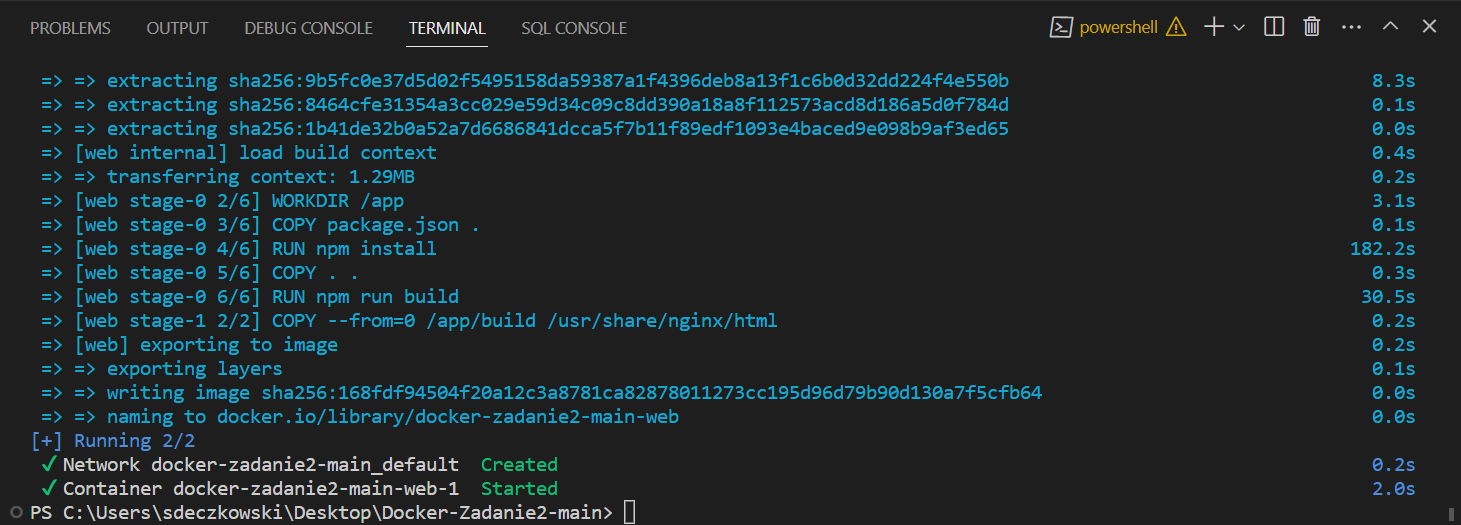 PROBLEMS OUTPUT DEBUG CONSOLE TERMINAL SQL CONSOLE powershell
=> => extracting sha256:9b5fc0e37d5d02f5495158da59387a1f4396deb8a13f1c6b0d32dd224f4e550b 8.3s
=> => extracting sha256:8464cfe31354a3cc029e59d34c09c8dd390a18a8f112573acd8d186a5d0f784d 0.1s
=> => extracting sha256:1b41de32b0a52a7d6686841dcca5f7b11f89edf1093e4baced9e098b9af3ed65 0.0s
=> [web internal] load build context 0.4s
=> => transferring context: 1.29MB 0.2s
=> [web stage-0 2/6] WORKDIR /app 3.1s
=> [web stage-0 3/6] COPY package.json . 0.1s
=> [web stage-0 4/6] RUN npm install 182.2s
=> [web stage-0 5/6] COPY . . 0.3s
=> [web stage-0 6/6] RUN npm run build 30.5s
=> [web stage-1 2/2] COPY --from=0 /app/build /usr/share/nginx/html 0.2s
=> [web] exporting to image 0.2s
=> => exporting layers 0.1s
=> => writing image sha256:168fdf94504f20a12c3a8781ca82878011273cc195d96d79b90d130a7f5cfb64 0.0s
=> => naming to docker.io/library/docker-zadanie2-main-web 0.0s
[+] Running 2/2
✓ Network docker-zadanie2-main_default Created 0.2s
✓ Container docker-zadanie2-main-web-1 Started 2.0s
PS C:\Users\sdeczkowski\Desktop\Docker-Zadanie2-main>